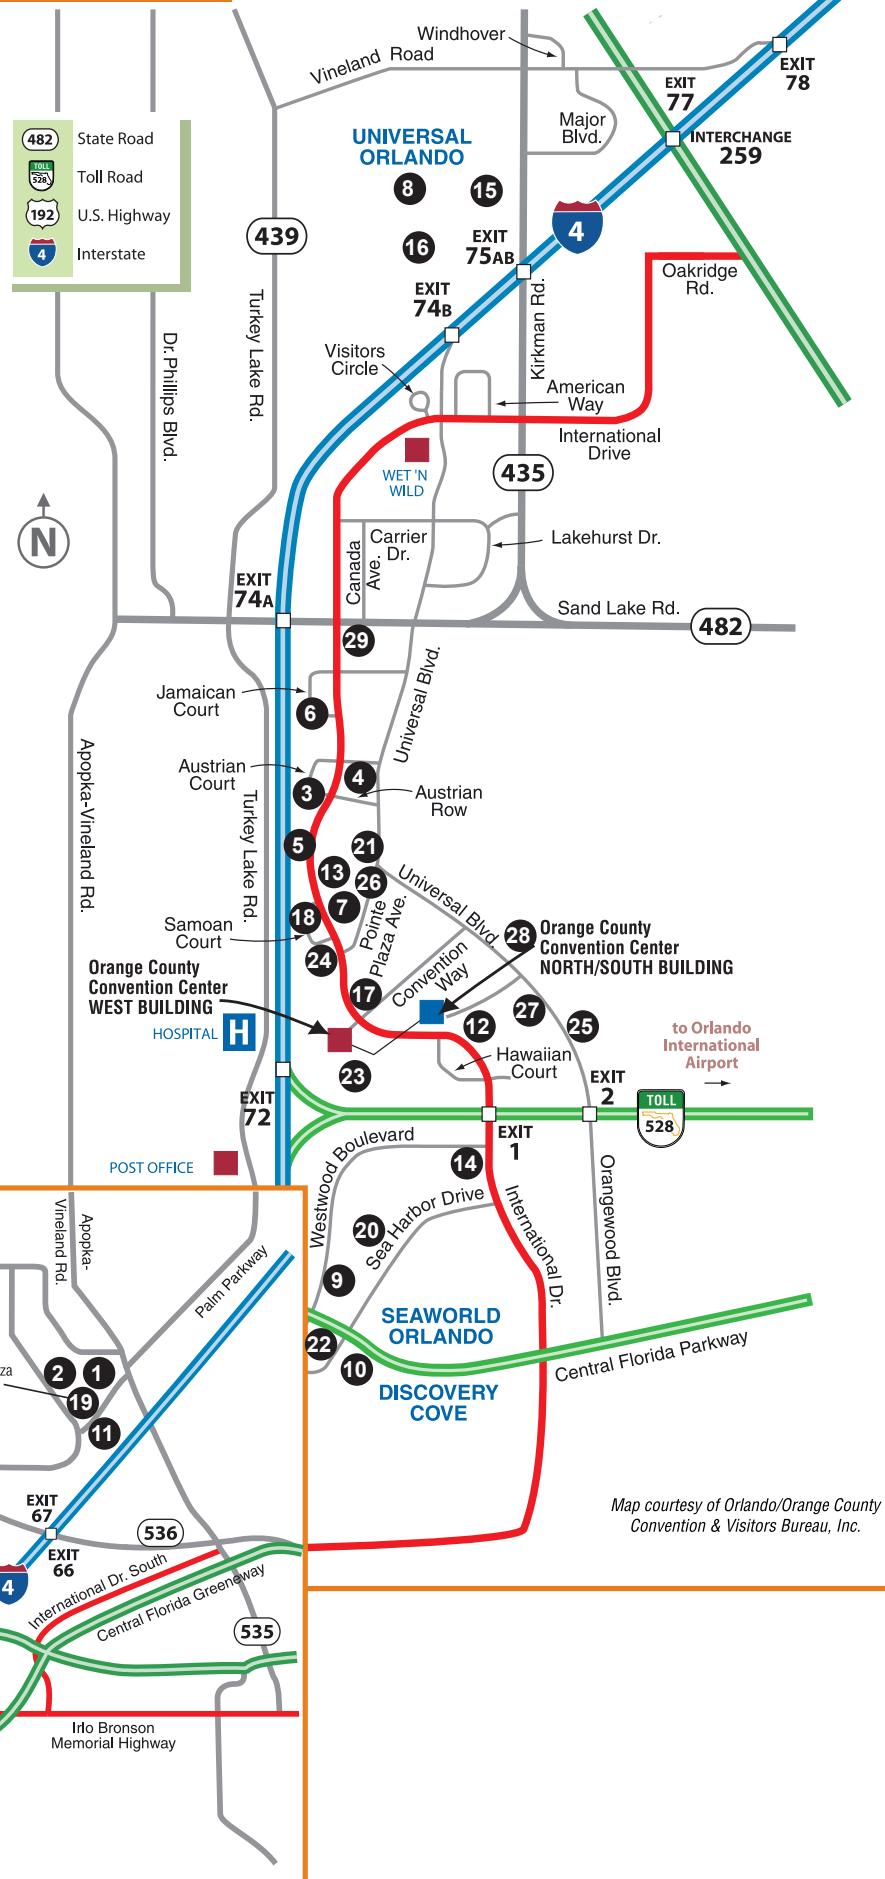 Windhover
Vineland Road
EXIT
78
EXIT
77
482 State Road
TOLL
528 Toll Road
192 U.S. Highway
4 Interstate
Major
Blvd.
INTERCHANGE
259
UNIVERSAL
ORLANDO
8
15
439
16
EXIT
75AB
4
Oakridge
Rd.
EXIT
74B
Kirkman Rd.
Turkey Lake Rd.
Dr. Phillips Blvd.
Visitors
Circle
American
Way
International
Drive
WET 'N
WILD
435
N
Canada
Ave.
Carrier
Dr.
Lakehurst Dr.
EXIT
74A
Sand Lake Rd.
482
29
Universal Blvd.
Jamaican
Court
6
Apopka-Vineland Rd.
Austrian
Court
4
3
Austrian
Row
Turkey Lake Rd.
5
21
13
26
7
18
Universal Blvd.
Pointe
Plaza Ave.
Samoan
Court
24
28
Orange County
Convention Center
NORTH/SOUTH BUILDING
Convention
Way
Orange County
Convention Center
WEST BUILDING
17
HOSPITAL H
12
27
25
to Orlando
International
Airport
Hawaiian
Court
23
EXIT
72
EXIT
2
TOLL
528
EXIT
1
Westwood Boulevard
14
POST OFFICE
Sea Harbor Drive
International Dr.
Orangewood Blvd.
20
9
Apopka-
Vineland Rd.
Palm Parkway
SEAWORLD
ORLANDO
22
10
Central Florida Parkway
DISCOVERY
COVE
za
2
1
19
11
EXIT
67
536
EXIT
66
4
International Dr. South
Central Florida Greeneway
535
Irlo Bronson
Memorial Highway
Map courtesy of Orlando/Orange County
Convention & Visitors Bureau, Inc.